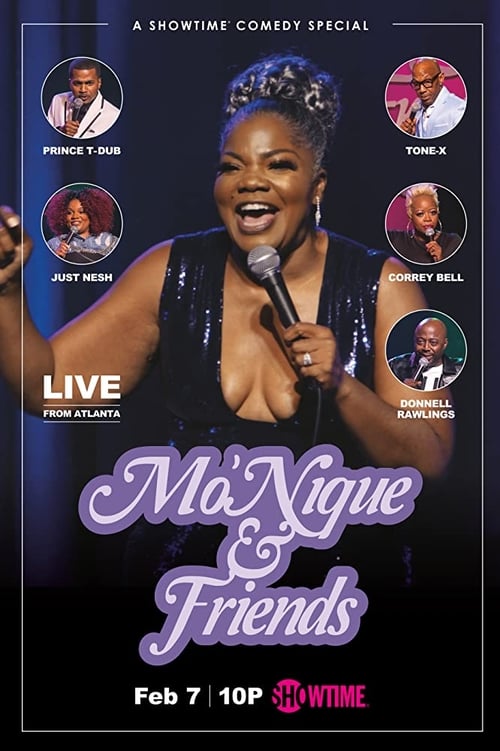 A SHOWTIME® COMEDY SPECIAL
PRINCE T-DUB
TONE-X
JUST NESH
CORREY BELL
DONNELL
RAWLINGS
LIVE
FROM ATLANTA
Mo'Nique
&
Friends
Feb 7 | 10P SHOWTIME